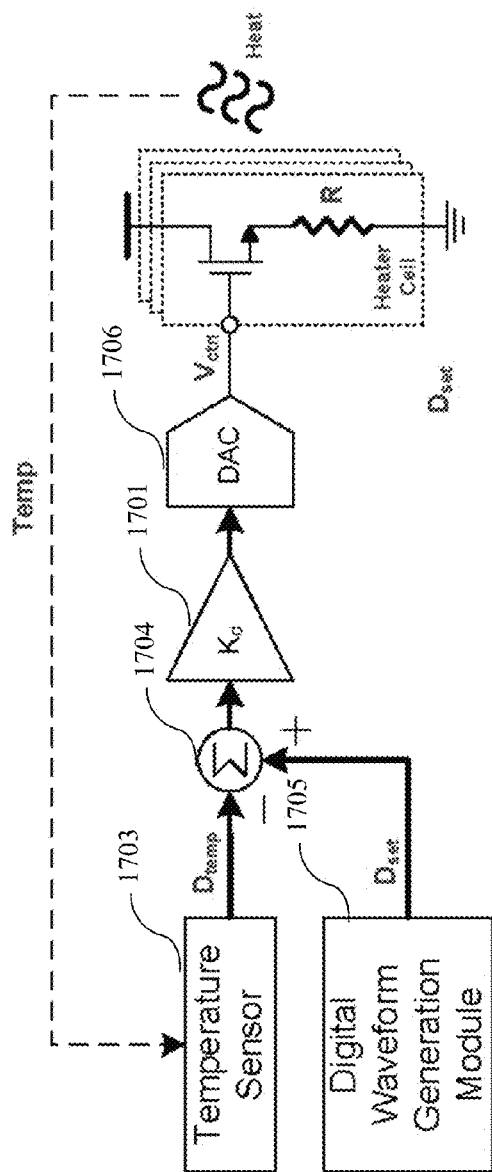 Temp
Heat
1706
1701
1704
1703
1705
Temperature
Sensor
D_temp
−
Σ
+
K_c
DAC
V_ctrl
R
Heater
Cell
D_set
D_set
Digital
Waveform
Generation
Module